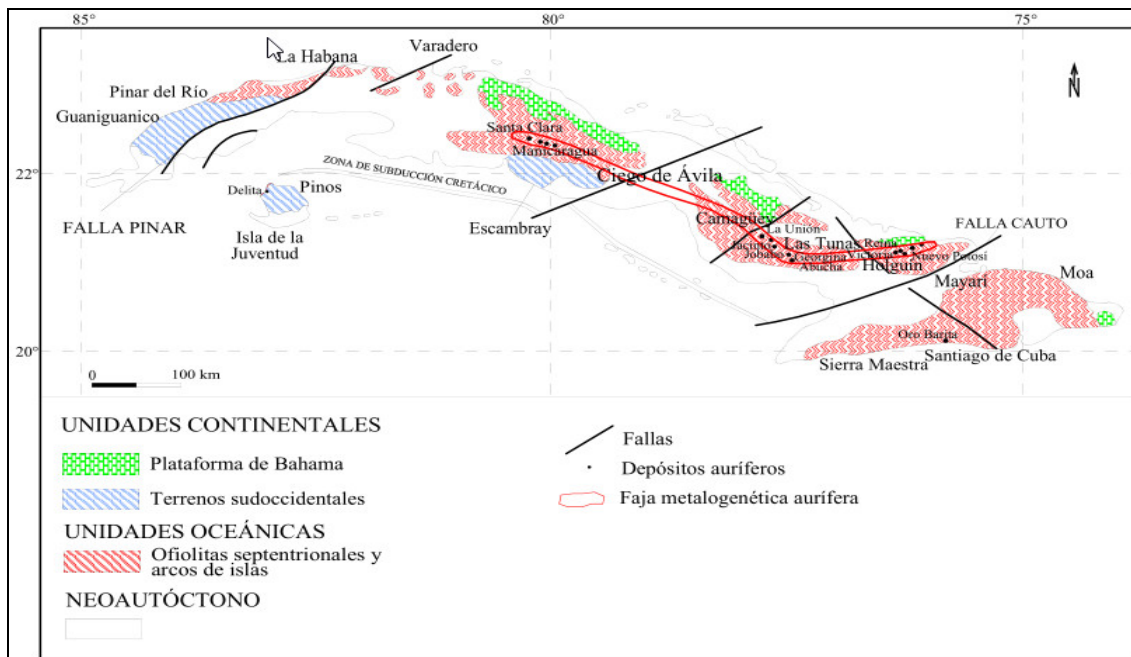 85°
80°
75°
La Habana
Varadero
N
Pinar del Río
Guaniguanico
Santa Clara
Manicaragua
22°
ZONA DE SUBDUCCIÓN CRETÁCICO
Ciego de Ávila
Delita
Pinos
Camagüey
FALLA PINAR
Escambray
La Unión
FALLA CAUTO
Isla de la
Juventud
Jacinto
Las Tunas
Reina
Jobabo
Georgina
Victoria
Nuevo Potosí
Abucha
Holguín
Mayarí
Moa
20°
Oro Barita
Santiago de Cuba
Sierra Maestra
0
100 km
UNIDADES CONTINENTALES
Plataforma de Bahama
Terrenos sudoccidentales
UNIDADES OCEÁNICAS
Ofiolitas septentrionales y
arcos de islas
NEOAUTÓCTONO
Fallas
Depósitos auríferos
Faja metalogenética aurífera